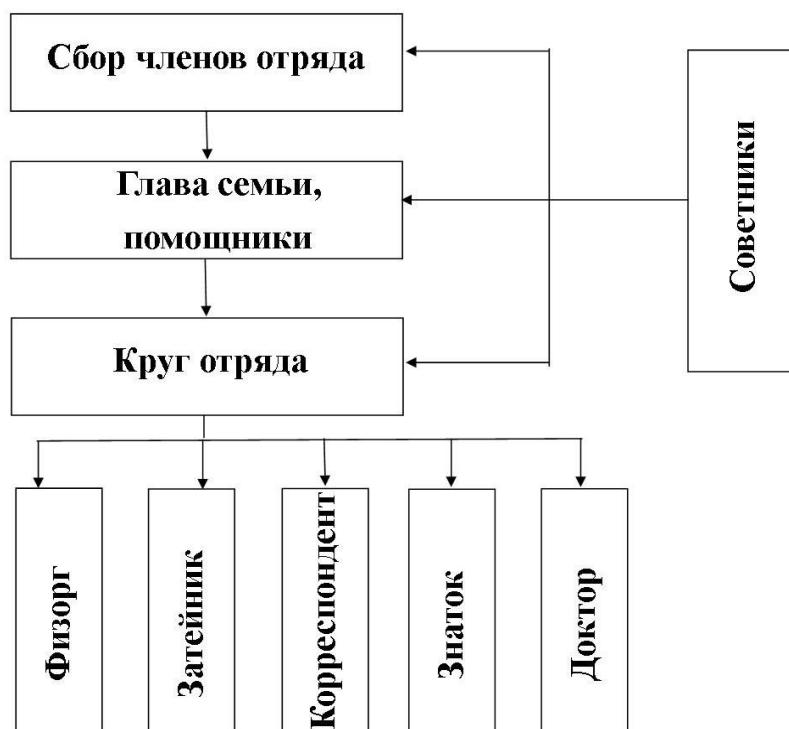 Сбор членов отряда
Глава семьи,
помощники
Советники
Круг отряда
Физорг
Затейник
Корреспондент
Знаток
Доктор